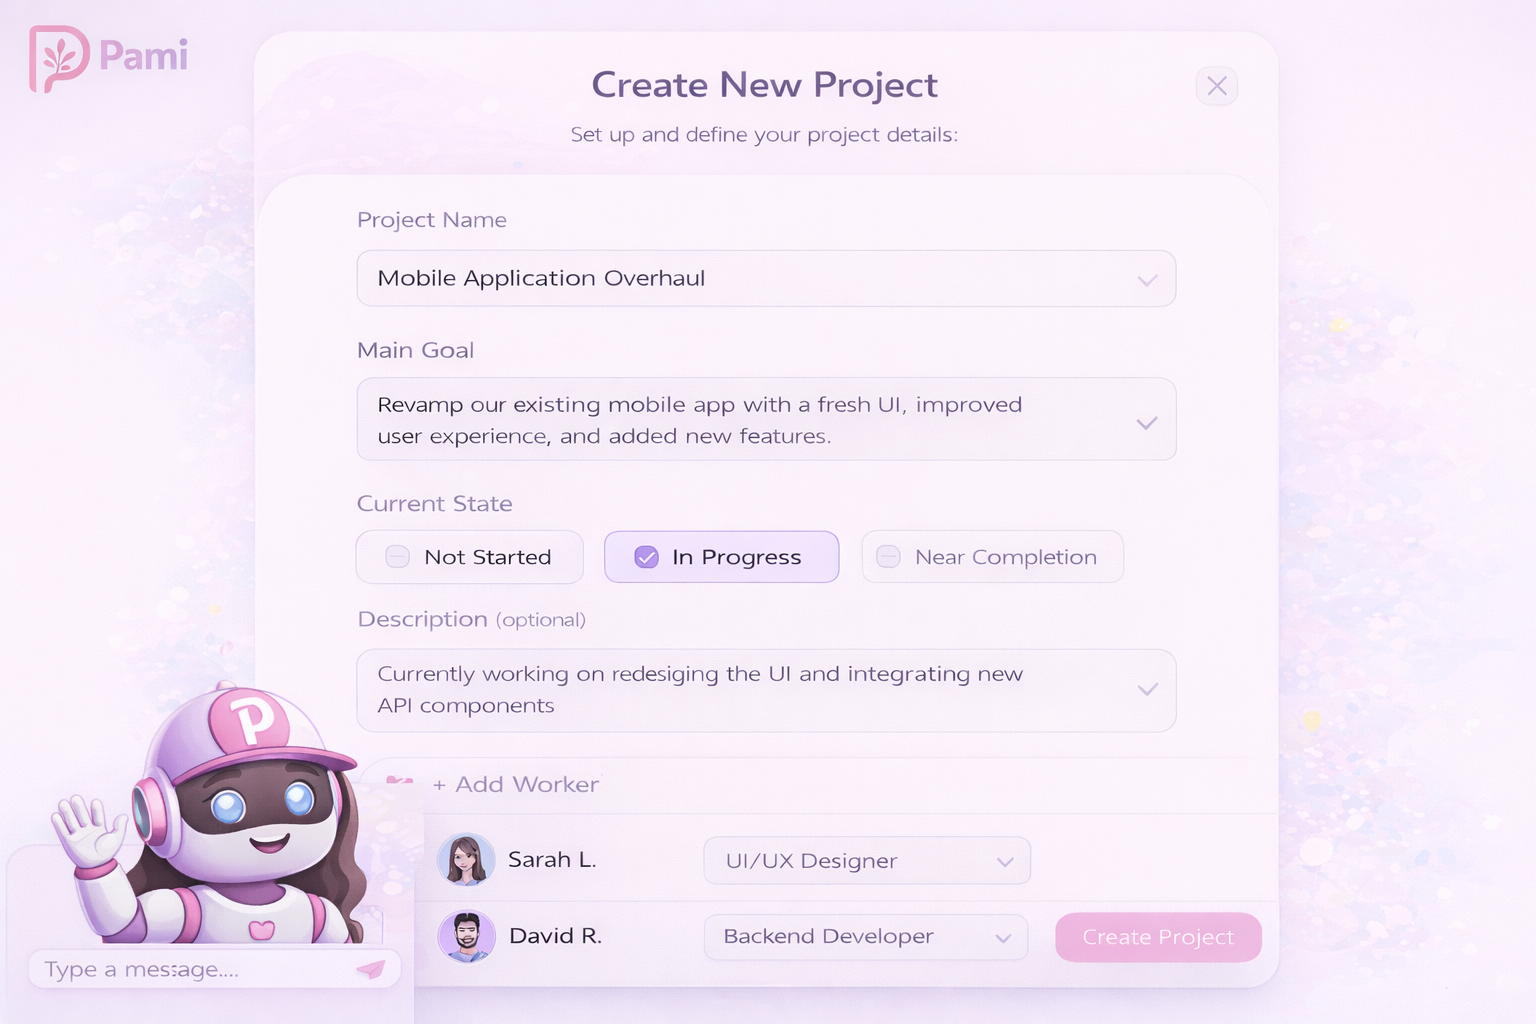 Pami
Create New Project
Set up and define your project details:
Project Name
Mobile Application Overhaul
Main Goal
Revamp our existing mobile app with a fresh UI, improved
user experience, and added new features.
Current State
Not Started
In Progress
Near Completion
Description (optional)
Currently working on redesiging the UI and integrating new
API components
+ Add Worker
Sarah L.
UI/UX Designer
David R.
Backend Developer
Create Project
P
Type a message....